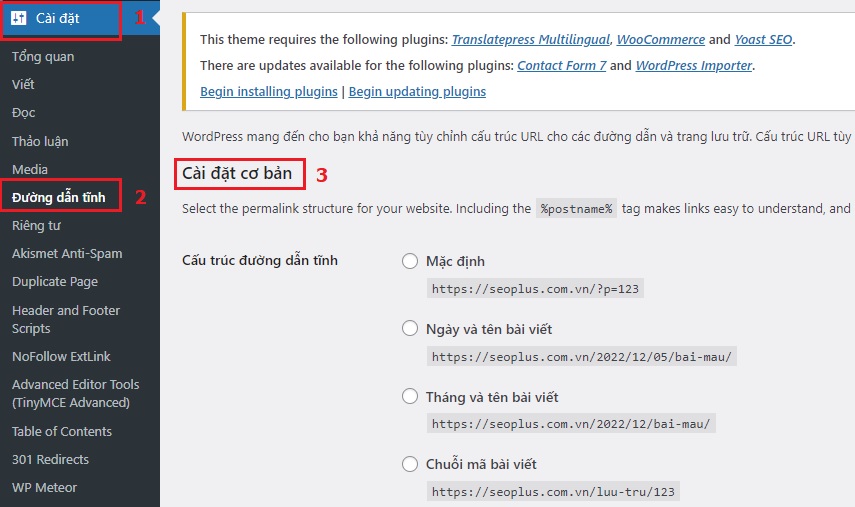 Cài đặt
1
Tổng quan
Viết
Đọc
Thảo luận
Media
Đường dẫn tĩnh
2
Riêng tư
Akismet Anti-Spam
Duplicate Page
Header and Footer
Scripts
NoFollow ExtLink
Advanced Editor Tools
(TinyMCE Advanced)
Table of Contents
301 Redirects
WP Meteor
This theme requires the following plugins: Translatepress Multilingual, WooCommerce and Yoast SEO.
There are updates available for the following plugins: Contact Form 7 and WordPress Importer.
Begin installing plugins | Begin updating plugins
WordPress mang đến cho bạn khả năng tùy chỉnh cấu trúc URL cho các đường dẫn và trang lưu trữ. Cấu trúc URL tùy
Cài đặt cơ bản
3
Select the permalink structure for your website. Including the %postname% tag makes links easy to understand, and
Cấu trúc đường dẫn tĩnh
Mặc định
https://seoplus.com.vn/?p=123
Ngày và tên bài viết
https://seoplus.com.vn/2022/12/05/bai-mau/
Tháng và tên bài viết
https://seoplus.com.vn/2022/12/bai-mau/
Chuỗi mã bài viết
https://seoplus.com.vn/luu-tru/123